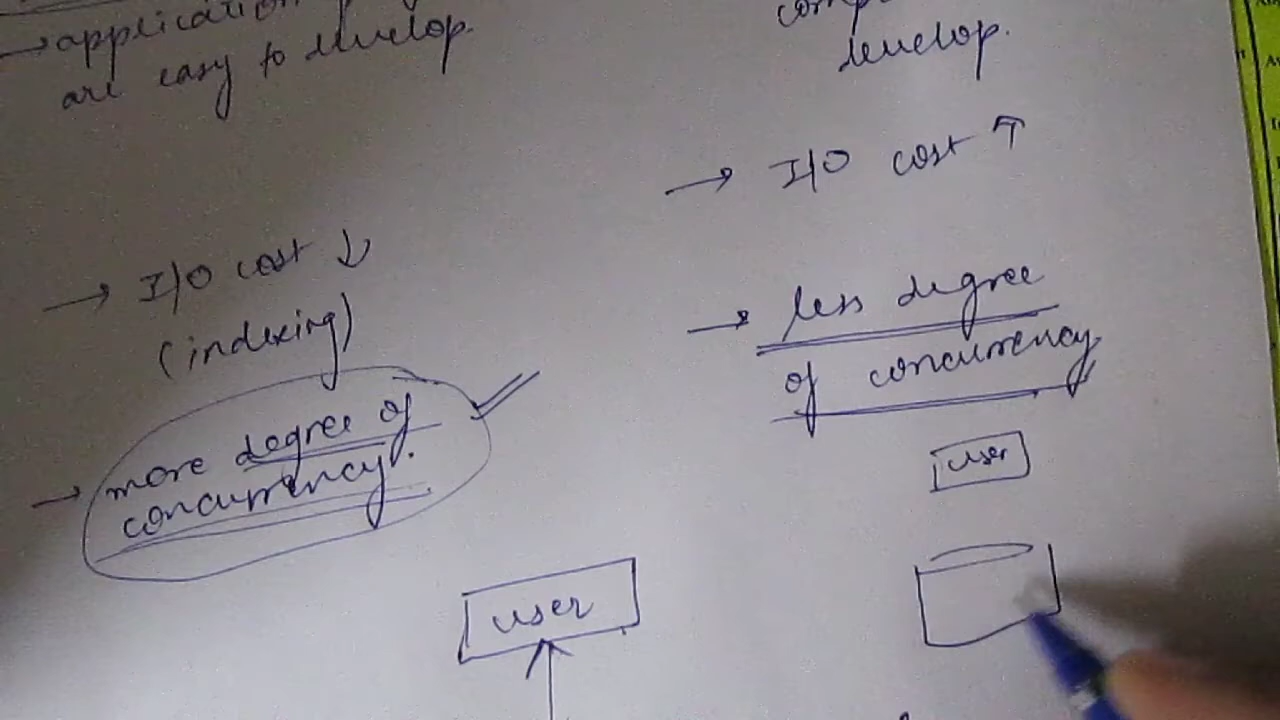 → application
are easy to develop.
→ I/O cost ↓
(indexing)
→ more degree of
concurrency.
user
develop.
→ I/O cost ↑
→ less degree
of concurrency
user